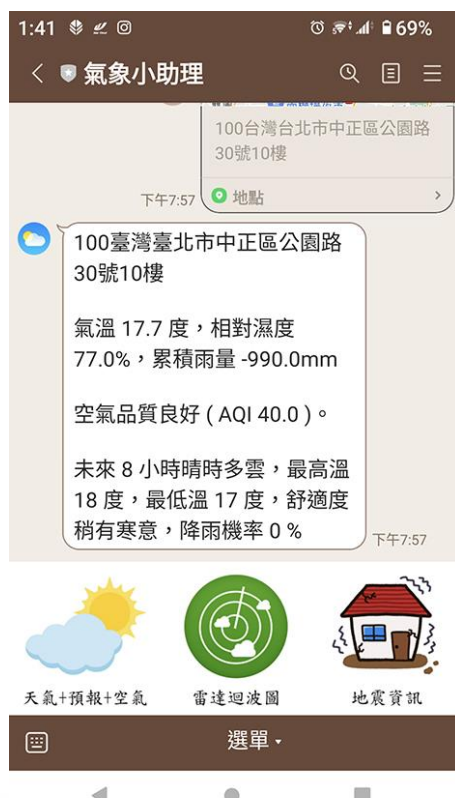 1:41
69%
氣象小助理
100台灣台北市中正區公園路
30號10樓
下午7:57
地點
100臺灣臺北市中正區公園路
30號10樓
氣溫 17.7 度，相對濕度
77.0%，累積雨量 -990.0mm
空氣品質良好 ( AQI 40.0 )。
未來 8 小時晴時多雲，最高溫
18 度，最低溫 17 度，舒適度
稍有寒意，降雨機率 0 %
下午7:57
天氣+預報+空氣
雷達迴波圖
地震資訊
選單